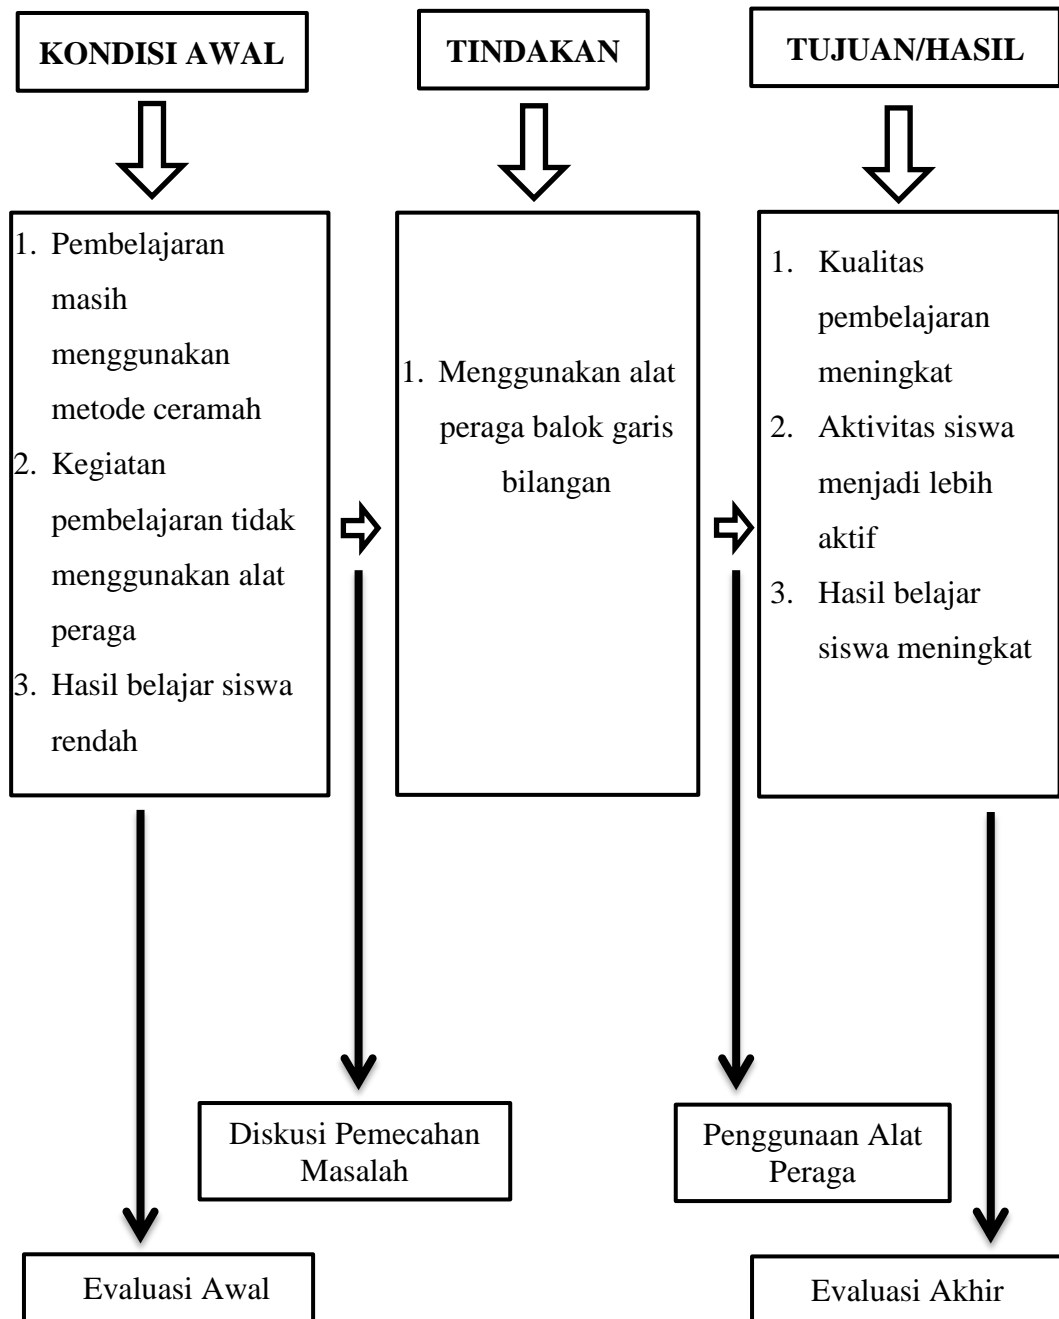 KONDISI AWAL
TINDAKAN
TUJUAN/HASIL
1. Pembelajaran
masih
menggunakan
metode ceramah
2. Kegiatan
pembelajaran tidak
menggunakan alat
peraga
3. Hasil belajar siswa
rendah
1. Menggunakan alat
peraga balok garis
bilangan
1. Kualitas
pembelajaran
meningkat
2. Aktivitas siswa
menjadi lebih
aktif
3. Hasil belajar
siswa meningkat
Diskusi Pemecahan
Masalah
Penggunaan Alat
Peraga
Evaluasi Awal
Evaluasi Akhir